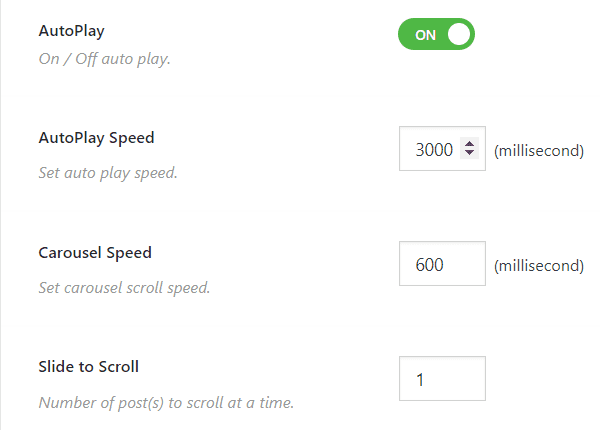 AutoPlay
ON
On / Off auto play.
AutoPlay Speed
3000 (millisecond)
Set auto play speed.
Carousel Speed
600 (millisecond)
Set carousel scroll speed.
Slide to Scroll
1
Number of post(s) to scroll at a time.